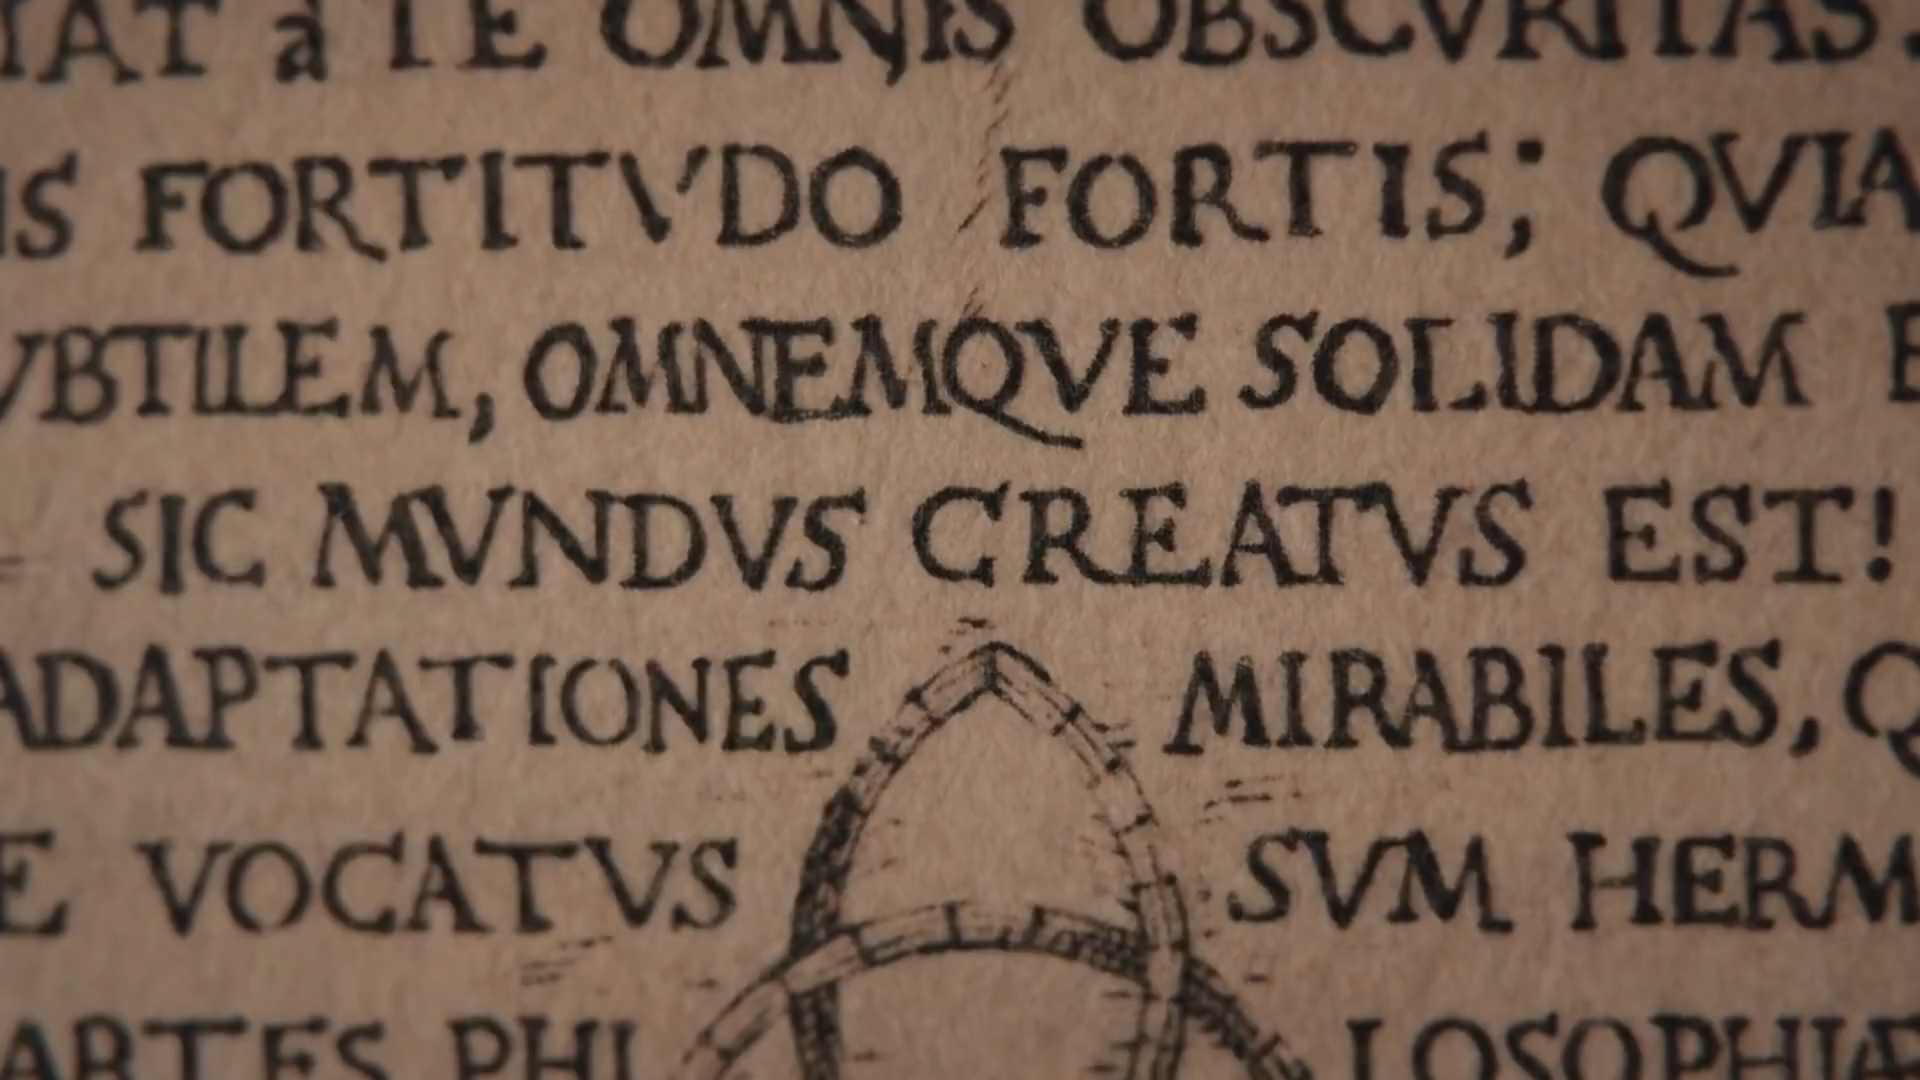 IAT a TE OMNIS OBSCVRITAS.
IS FORTITVDO FORTIS; QVIA
VBTILEM, OMNEMQVE SOLIDAM
SIC MVNDVS CREATVS EST!
ADAPTATIONES MIRABILES, Q
E VOCATVS SVM HERM
ARTES PHI LOSOPHIÆ